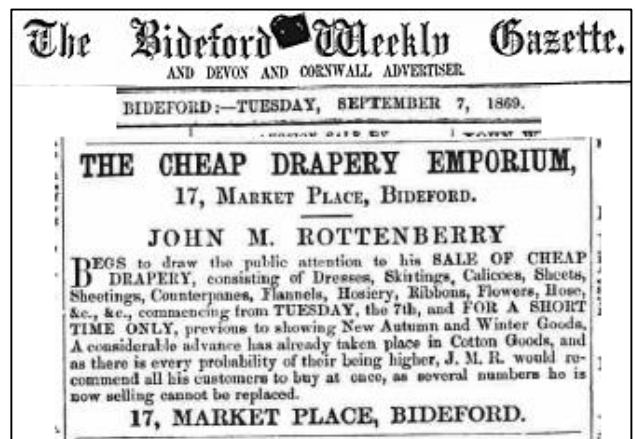 The Bideford Weekly Gazette.
AND DEVON AND CORNWALL ADVERTISER.
BIDEFORD:—TUESDAY, SEPTEMBER 7, 1869.
SALE BY JOHN W
THE CHEAP DRAPERY EMPORIUM,
17, MARKET PLACE, BIDEFORD.
JOHN M. ROTTENBERRY
BEGS to draw the public attention to his SALE OF CHEAP
DRAPERY, consisting of Dresses, Skirtings, Calicoes, Sheets,
Sheetings, Counterpanes, Flannels, Hosiery, Ribbons, Flowers, Hose,
&c., &c., commencing from TUESDAY, the 7th, and FOR A SHORT
TIME ONLY, previous to showing New Autumn and Winter Goods.
A considerable advance has already taken place in Cotton Goods, and
as there is every probability of their being higher, J. M. R. would re-
commend all his customers to buy at once, as several numbers he is
now selling cannot be replaced.
17, MARKET PLACE, BIDEFORD.